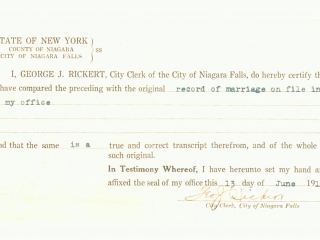 STATE OF NEW YORK
COUNTY OF NIAGARA
CITY OF NIAGARA FALLS
SS
I, GEORGE J. RICKERT, City Clerk of the City of Niagara Falls, do hereby certify th
have compared the preceding with the original record of marriage on file in
my office
nd that the same is a true and correct transcript therefrom, and of the whole
such original.
In Testimony Whereof, I have hereunto set my hand a
affixed the seal of my office this 13 day of June 191
City Clerk, City of Niagara Falls